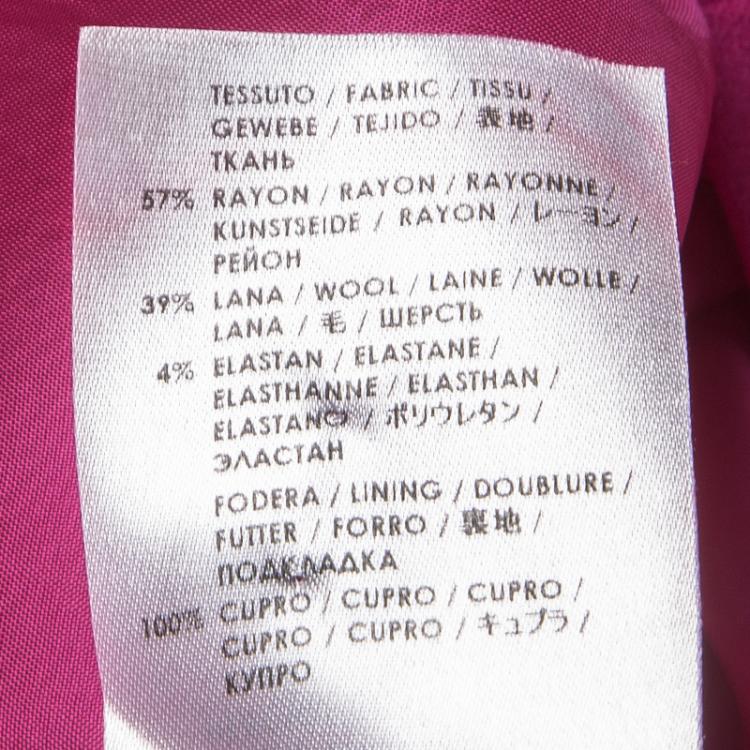 TESSUTO / FABRIC / TISSU /
GEWEBE / TEJIDO / 表地 /
ТКАНЬ
57% RAYON / RAYON / RAYONNE /
KUNSTSEIDE / RAYON / レーヨン /
РЕЙОН
39% LANA / WOOL / LAINE / WOLLE /
LANA / 毛 / ШЕРСТЬ
4% ELASTAN / ELASTANE /
ELASTHANNE / ELASTHAN /
ELASTANO / ポリウレタン /
ЭЛАСТАН
FODERA / LINING / DOUBLURE /
FUTTER / FORRO / 裏地 /
ПОДКЛАДКА
100% CUPRO / CUPRO / CUPRO /
CUPRO / CUPRO / キュプラ /
КУПРО